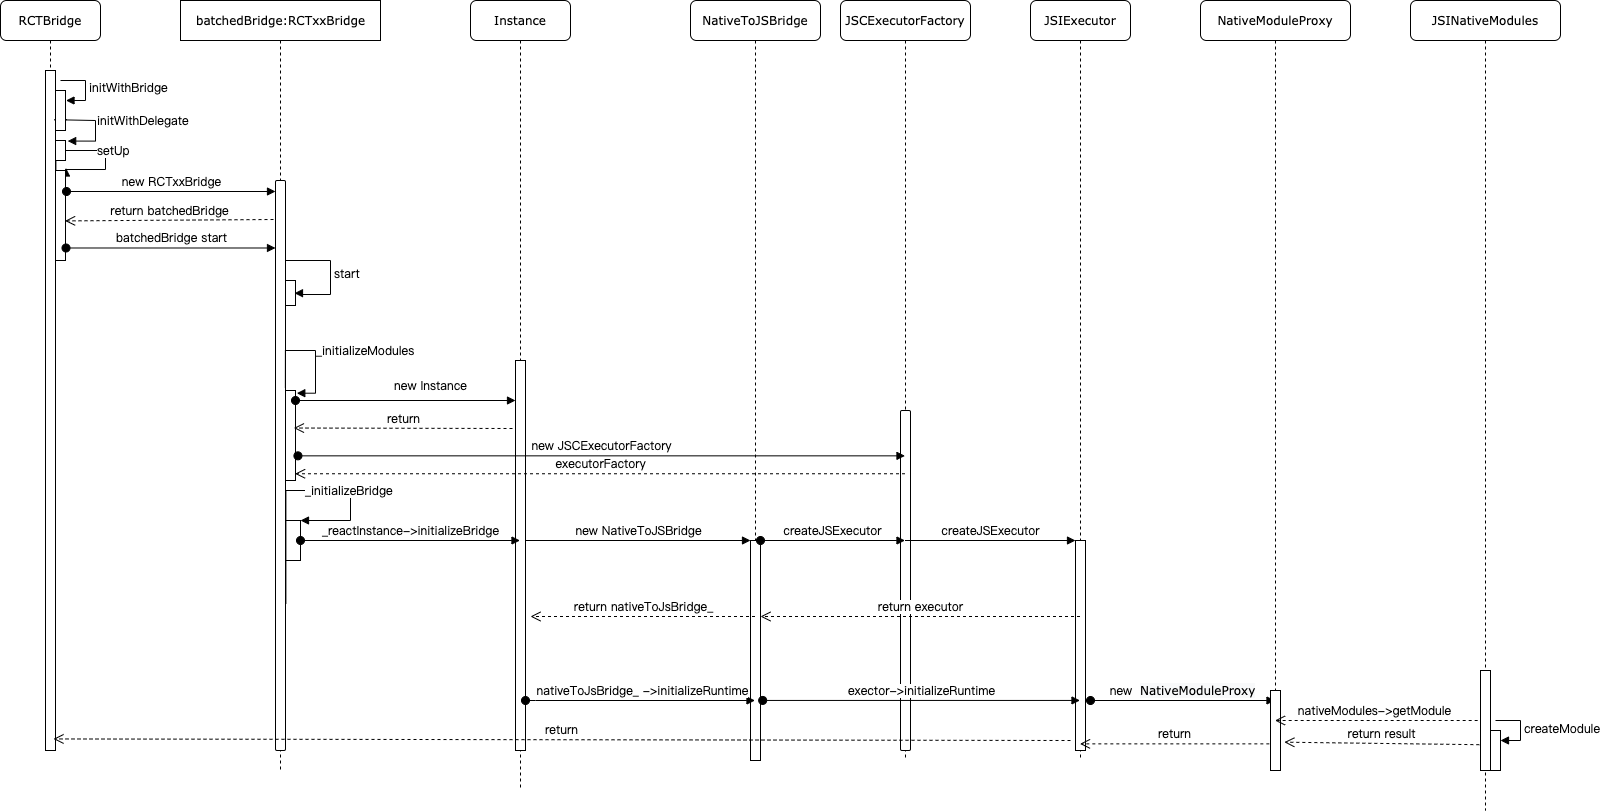 RCTBridge
batchedBridge:RCTxxBridge
Instance
NativeToJSBridge
JSCExecutorFactory
JSIExecutor
NativeModuleProxy
JSINativeModules
initWithBridge
initWithDelegate
setUp
new RCTxxBridge
return batchedBridge
batchedBridge start
start
_initializeModules
new Instance
return
new JSCExecutorFactory
executorFactory
_initializeBridge
_reactInstance->initializeBridge
new NativeToJSBridge
createJSExecutor
createJSExecutor
return nativeToJsBridge_
return executor
nativeToJsBridge_ ->initializeRuntime
exector->initializeRuntime
new NativeModuleProxy
nativeModules->getModule
createModule
return
return
return result